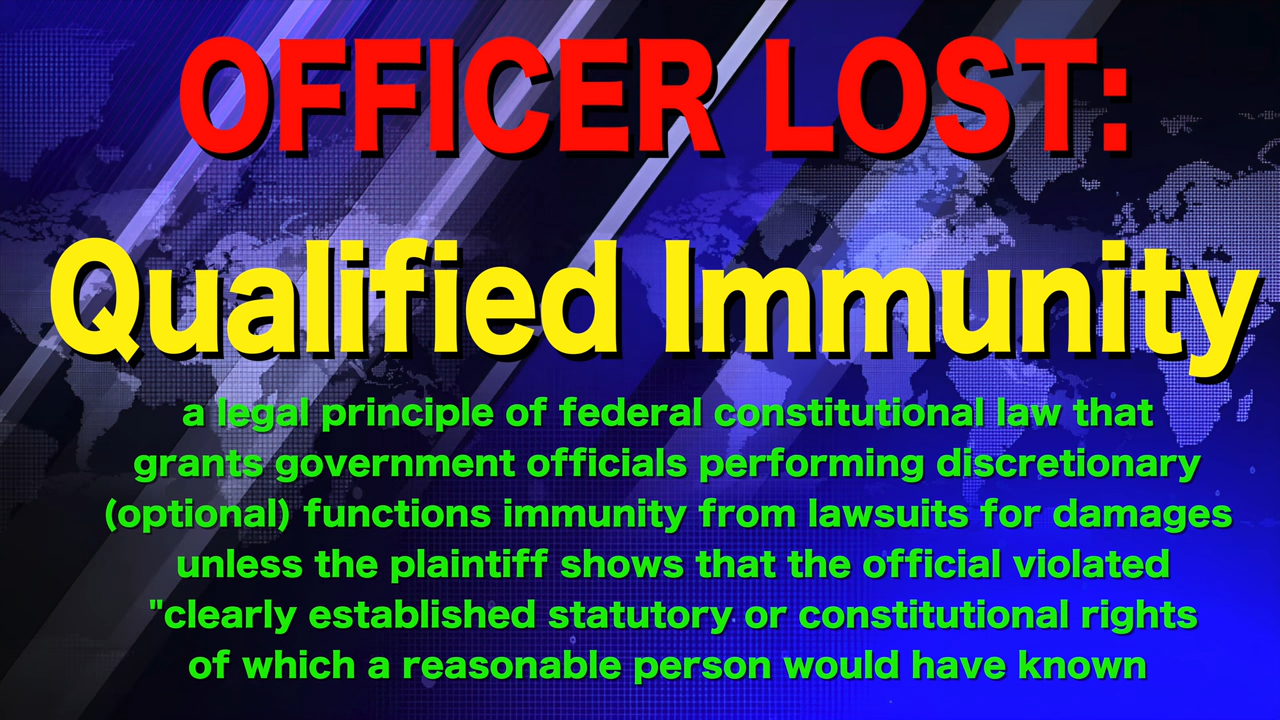 OFFICER LOST:
Qualified Immunity
a legal principle of federal constitutional law that
grants government officials performing discretionary
(optional) functions immunity from lawsuits for damages
unless the plaintiff shows that the official violated
"clearly established statutory or constitutional rights
of which a reasonable person would have known